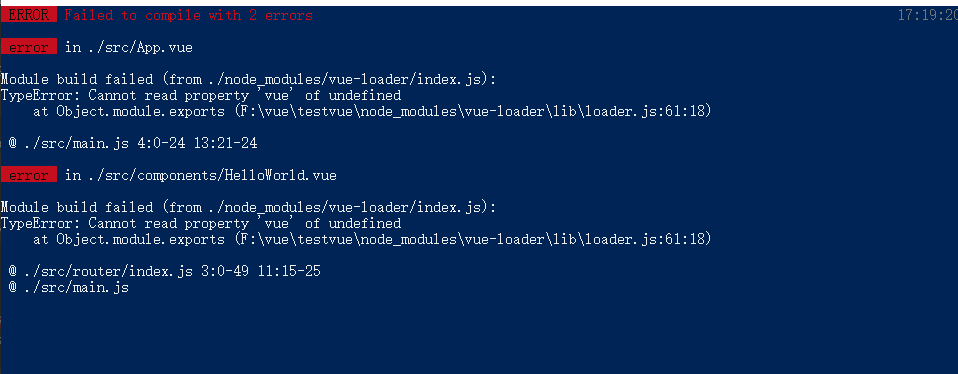 ERROR Failed to compile with 2 errors 17:19:20
error in ./src/App.vue
Module build failed (from ./node_modules/vue-loader/index.js):
TypeError: Cannot read property 'vue' of undefined
at Object.module.exports (F:\vue\testvue\node_modules\vue-loader\lib\loader.js:61:18)
@ ./src/main.js 4:0-24 13:21-24
error in ./src/components/HelloWorld.vue
Module build failed (from ./node_modules/vue-loader/index.js):
TypeError: Cannot read property 'vue' of undefined
at Object.module.exports (F:\vue\testvue\node_modules\vue-loader\lib\loader.js:61:18)
@ ./src/router/index.js 3:0-49 11:15-25
@ ./src/main.js